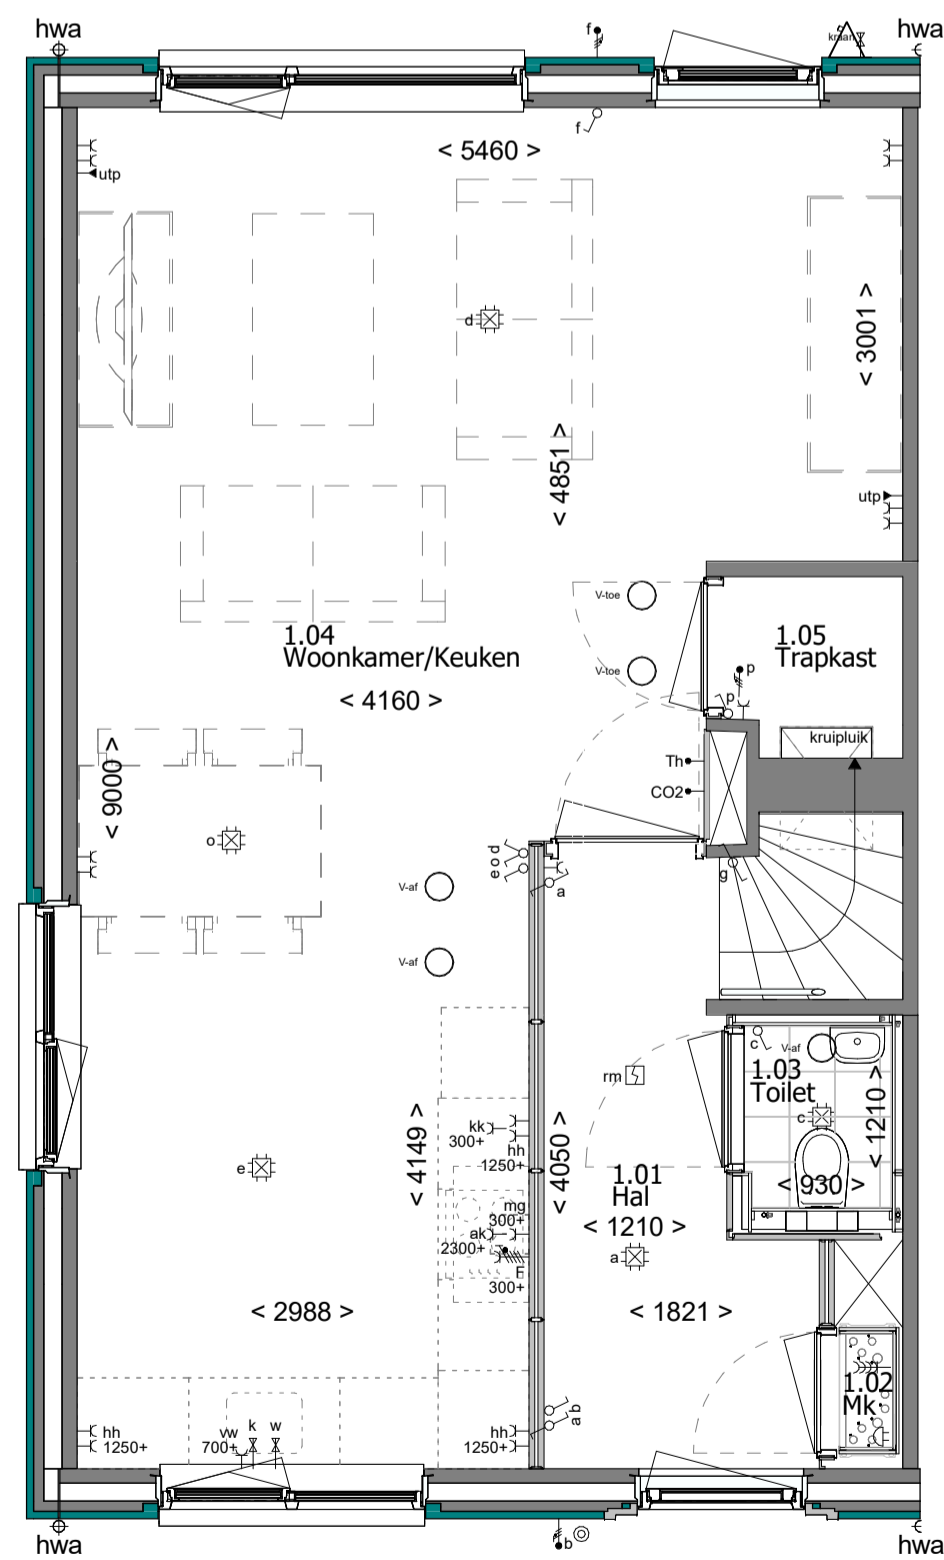 hwa
hwa
f
kraan
f
< 5460 >
utp
d
< 3001 >
< 4851 >
utp
V-toe
1.04
Woonkamer/Keuken
1.05
Trapkast
V-toe
p
p
< 4160 >
kruipluik
Th
CO2
< 9000 >
o
e o d
a
g
V-af
V-af
c
V-af
1.03
Toilet
rm
c
< 1210 >
kk
300+
hh
1250+
< 4149 >
< 4050 >
e
1.01
Hal
< 930 >
mg
300+
< 1210 >
ak
2300+
a
F
300+
< 2988 >
< 1821 >
1.02
Mk
a b
hh
1250+
vw
700+
k
w
hh
1250+
b
hwa
hwa